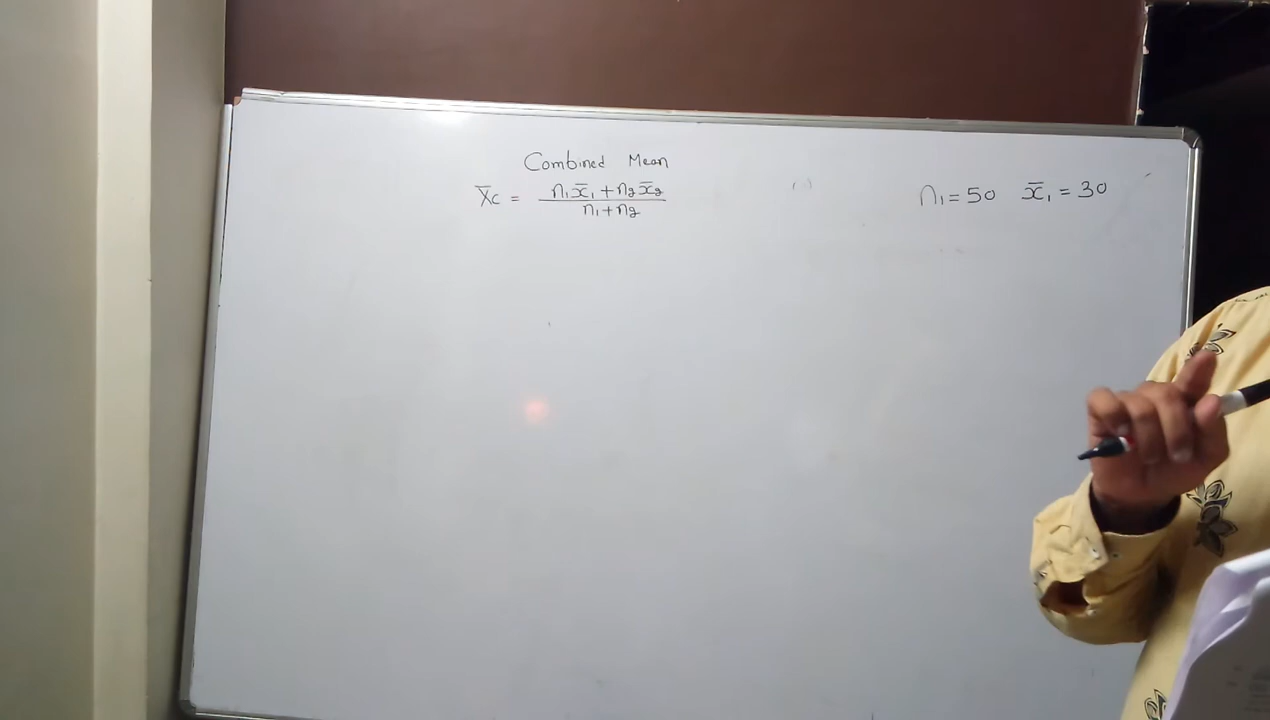 Combined Mean
X̄c = n₁x̄₁ + n₂x̄₂ / n₁ + n₂
n₁ = 50 x̄₁ = 30